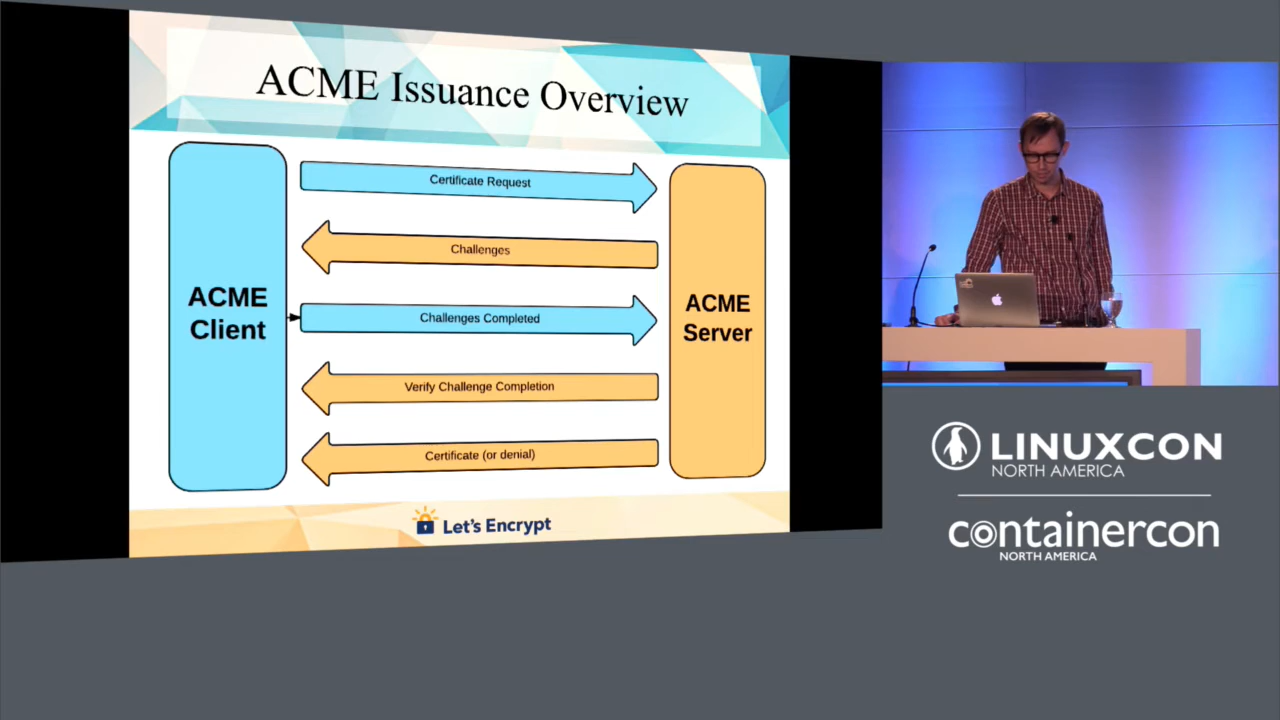 ACME Issuance Overview
ACME
Client
Certificate Request
Challenges
Challenges Completed
Verify Challenge Completion
Certificate (or denial)
ACME
Server
Let's Encrypt
LINUXCON
NORTH AMERICA
containercon
NORTH AMERICA